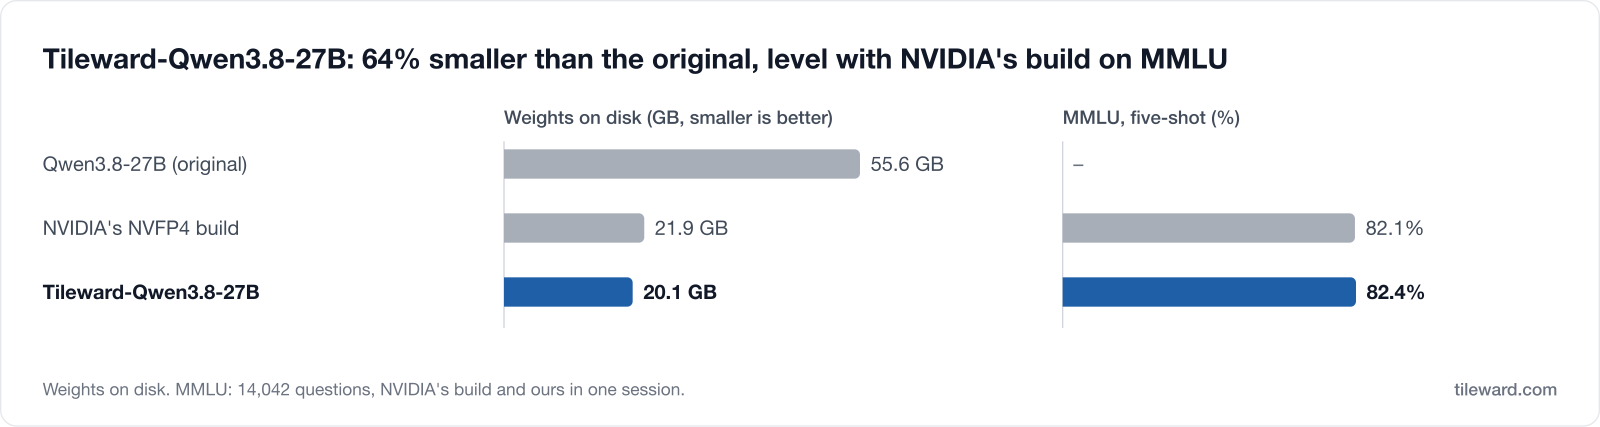 Tileward-Qwen3.8-27B: 64% smaller than the original, level with NVIDIA's build on MMLU
Weights on disk (GB, smaller is better)
MMLU, five-shot (%)
Qwen3.8-27B (original)
55.6 GB
–
NVIDIA's NVFP4 build
21.9 GB
82.1%
Tileward-Qwen3.8-27B
20.1 GB
82.4%
Weights on disk. MMLU: 14,042 questions, NVIDIA's build and ours in one session.
tileward.com